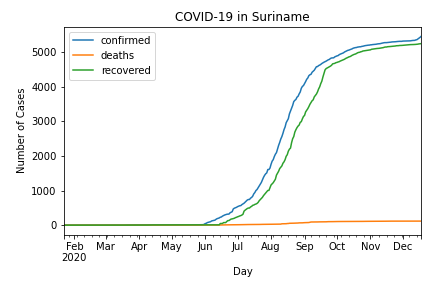 COVID-19 in Suriname
confirmed
deaths
recovered
Number of Cases
5000
4000
3000
2000
1000
0
Feb Mar Apr May Jun Jul Aug Sep Oct Nov Dec
2020
Day